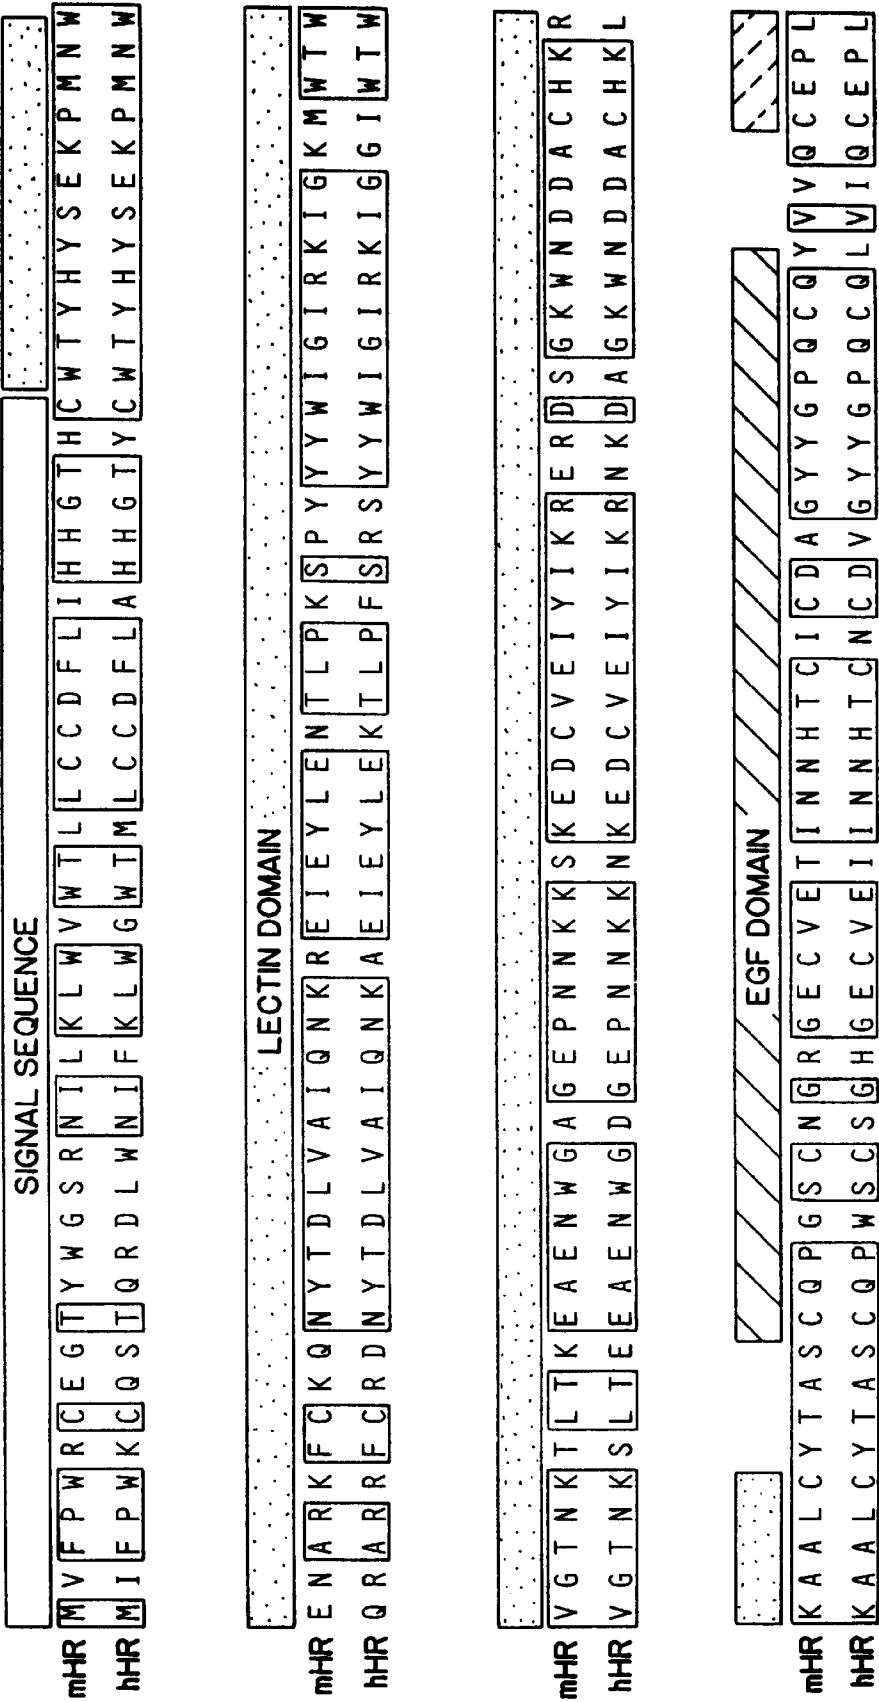 SIGNAL SEQUENCE
mHR M V F P W R C E G T Y W G S R N I L K L W V W T L L C C D F L I H H G T H C W T Y H Y S E K P M N W
hHR M I F P W K C Q S T Q R D L W N I F K L W G W T M L C C D F L A H H G T Y C W T Y H Y S E K P M N W
LECTIN DOMAIN
mHR E N A R K F C K Q N Y T D L V A I Q N K R E I E Y L E N T L P K S P Y Y Y W I G I R K I G K M W T W
hHR Q R A R R F C R D N Y T D L V A I Q N K A E I E Y L E K T L P F S R S Y Y W I G I R K I G G I W T W
mHR V G T N K T L T K E A E N W G A G E P N N K K S K E D C V E I Y I K R E R D S G K W N D D A C H K R
hHR V G T N K S L T E E A E N W G D G E P N N K K N K E D C V E I Y I K R N K D A G K W N D D A C H K L
EGF DOMAIN
mHR K A A L C Y T A S C Q P G S C N G R G E C V E T I N N H T C I C D A G Y Y G P Q C Q Y V V Q C E P L
hHR K A A L C Y T A S C Q P W S C S G H G E C V E I I N N H T C N C D V G Y Y G P Q C Q L V I Q C E P L